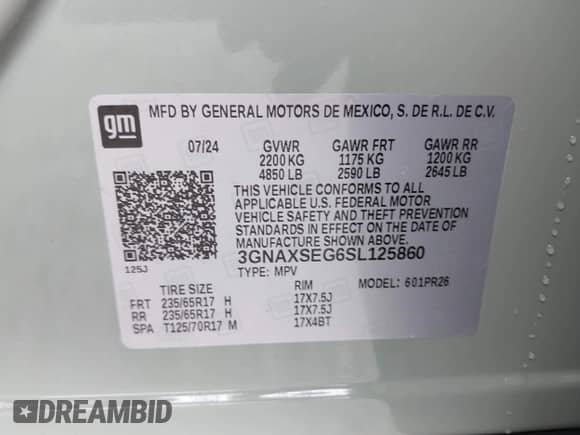 gm
MFD BY GENERAL MOTORS DE MEXICO, S. DE R.L. DE C.V.
07/24 GVWR GAWR FRT GAWR RR
2200 KG 1175 KG 1200 KG
4850 LB 2590 LB 2645 LB
THIS VEHICLE CONFORMS TO ALL
APPLICABLE U.S. FEDERAL MOTOR
VEHICLE SAFETY AND THEFT PREVENTION
STANDARDS IN EFFECT ON THE DATE OF
MANUFACTURE SHOWN ABOVE.
125J
3GNAXSEG6SL125860
TYPE: MPV MODEL: 601PR26
TIRE SIZE RIM
FRT 235/65R17 H 17X7.5J
RR 235/65R17 H 17X7.5J
SPA T125/70R17 M 17X4BT
DREAMBID